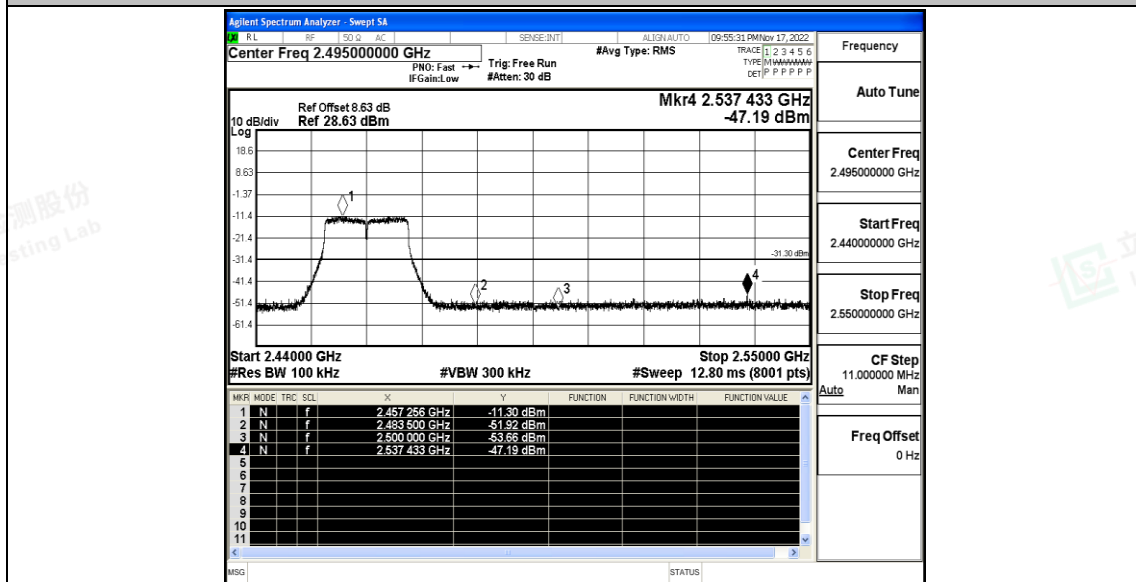 Agilent Spectrum Analyzer - Swept SA
RL RF 50 Ω AC SENSE:INT ALIGN AUTO 09:55:31 PM Nov 17, 2022
Center Freq 2.495000000 GHz
PNO: Fast
IFGain:Low
Trig: Free Run
#Atten: 30 dB
#Avg Type: RMS
TRACE 1 2 3 4 5 6
TYPE M WWWWW
DET P P P P P P
Frequency
Auto Tune
Center Freq
2.495000000 GHz
Start Freq
2.440000000 GHz
Stop Freq
2.550000000 GHz
CF Step
11.000000 MHz
Auto Man
Freq Offset
0 Hz
Mkr4 2.537 433 GHz
-47.19 dBm
Ref Offset 8.63 dB
10 dB/div Ref 28.63 dBm
Log
18.6
8.63
-1.37
-11.4
-21.4
-31.4
-41.4
-51.4
-61.4
1
2
3
4
-31.30 dBm
Start 2.44000 GHz Stop 2.55000 GHz
#Res BW 100 kHz #VBW 300 kHz #Sweep 12.80 ms (8001 pts)
MKR MODE TRC SCL X Y FUNCTION FUNCTION WIDTH FUNCTION VALUE
1 N f 2.457 256 GHz -11.30 dBm
2 N f 2.483 500 GHz -51.92 dBm
3 N f 2.500 000 GHz -53.66 dBm
4 N f 2.537 433 GHz -47.19 dBm
5
6
7
8
9
10
11
MSG STATUS
测股份
sting Lab
立